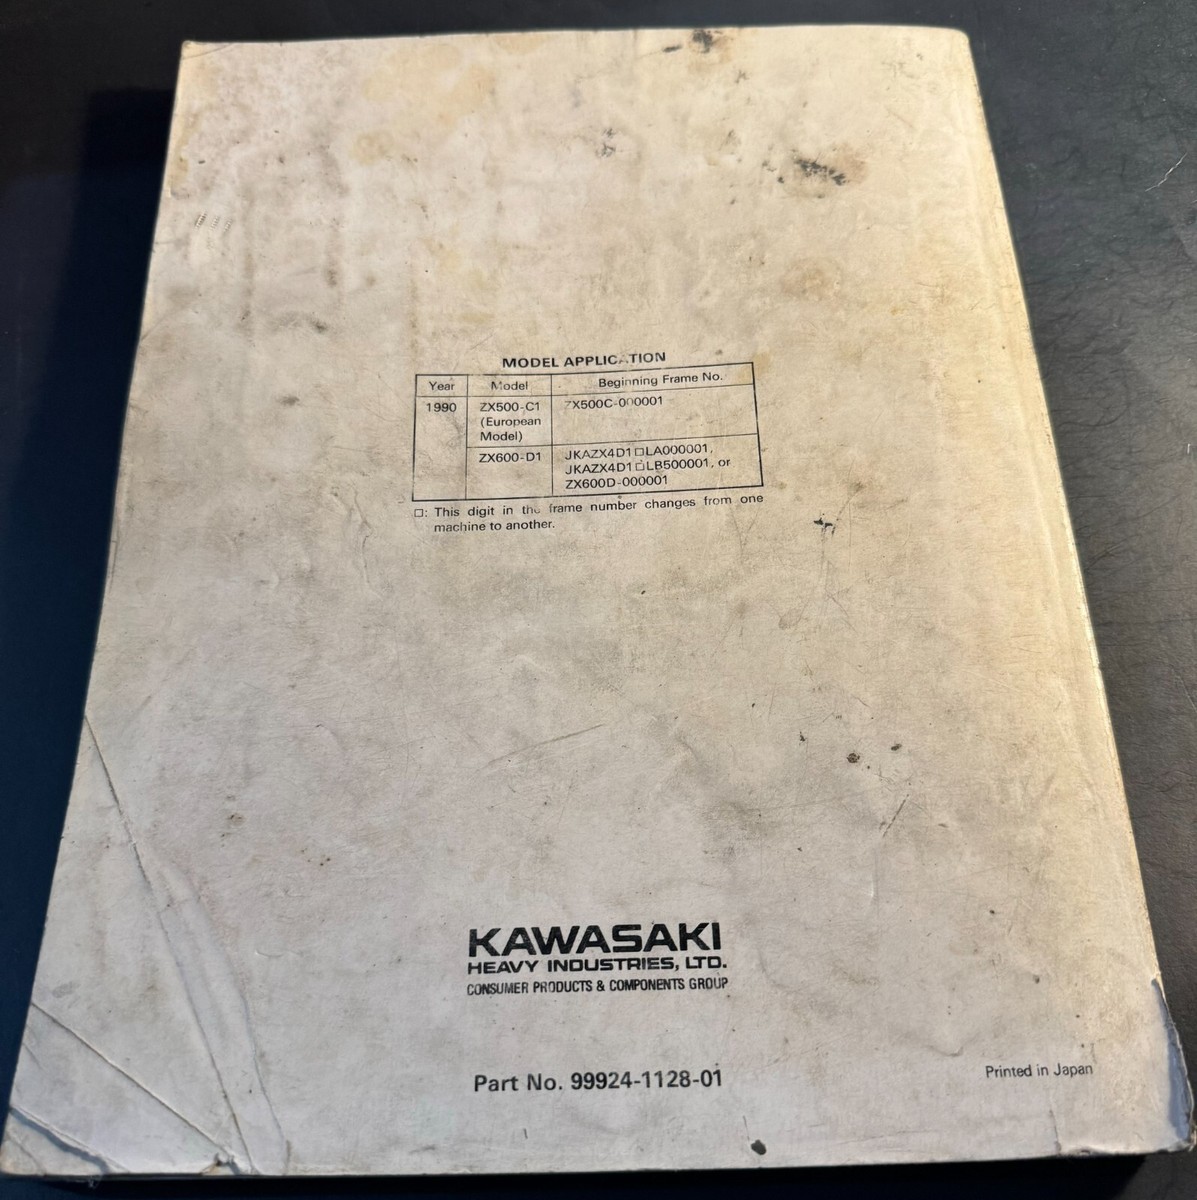 MODEL APPLICATION
Year Model Beginning Frame No.
1990 ZX500-C1 ZX500C-000001
(European
Model)
ZX600-D1 JKAZX4D1□LA000001,
JKAZX4D1□LB500001, or
ZX600D-000001
□: This digit in the frame number changes from one
machine to another.
KAWASAKI
HEAVY INDUSTRIES, LTD.
CONSUMER PRODUCTS & COMPONENTS GROUP
Part No. 99924-1128-01
Printed in Japan